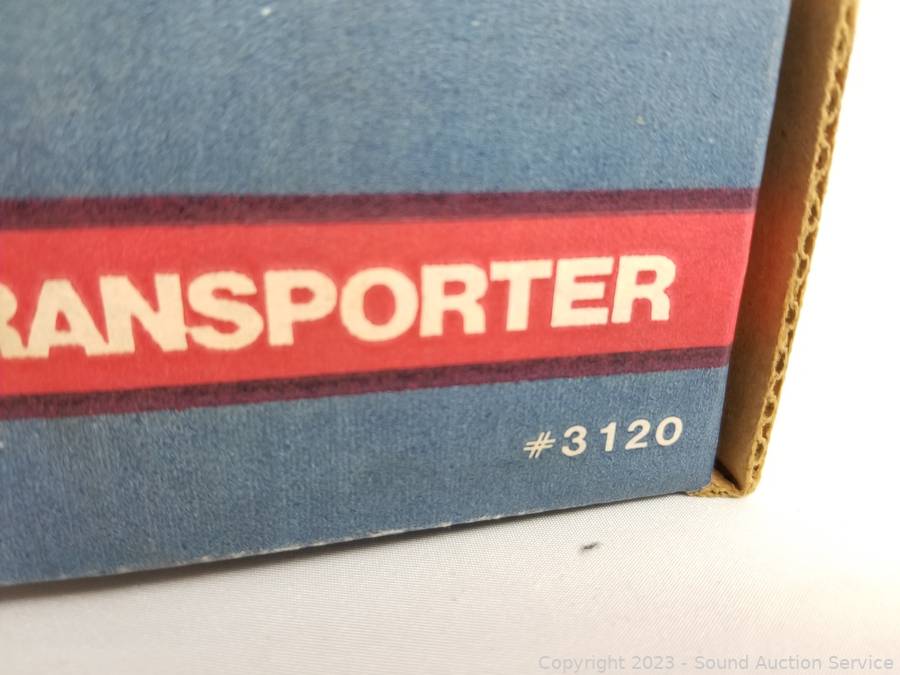 RANSPORTER
#3120
Copyright 2023 - Sound Auction Service